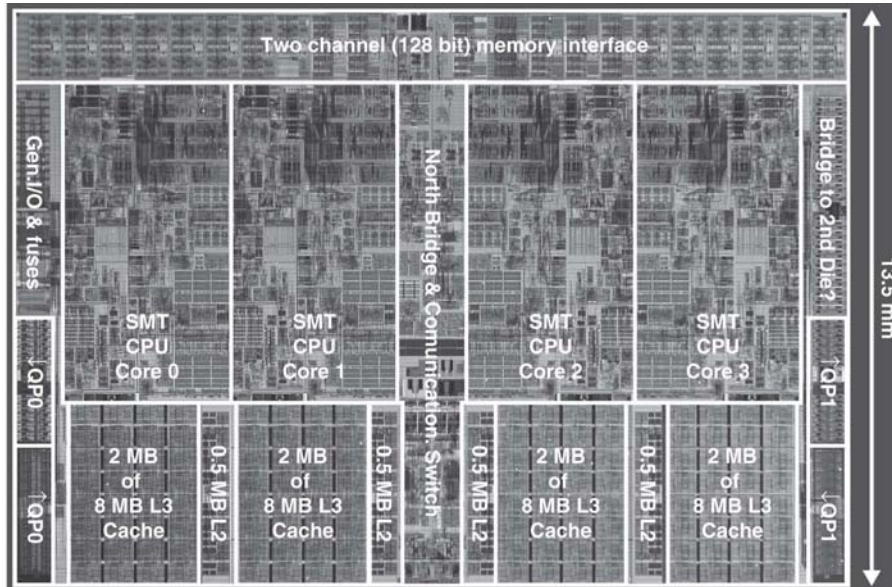 Two channel (128 bit) memory interface
Gen.I/O & fuses
SMT
CPU
Core 0
SMT
CPU
Core 1
North Bridge & Comunication. Switch
SMT
CPU
Core 2
SMT
CPU
Core 3
Bridge to 2nd Die?
13.5 mm
↓QP0
↑QP1
↑QP0
2 MB
of
8 MB L3
Cache
0.5 MB L2
2 MB
of
8 MB L3
Cache
0.5 MB L2
0.5 MB L2
2 MB
of
8 MB L3
Cache
0.5 MB L2
2 MB
of
8 MB L3
Cache
↓QP1